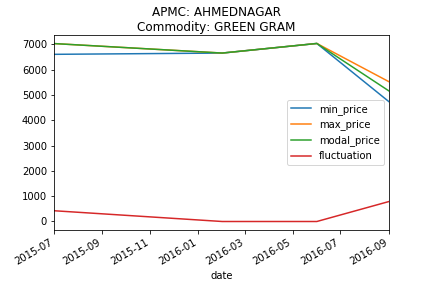 APMC: AHMEDNAGAR
Commodity: GREEN GRAM
7000
6000
5000
4000
3000
2000
1000
0
min_price
max_price
modal_price
fluctuation
2015-07
2015-09
2015-11
2016-01
2016-03
2016-05
2016-07
2016-09
date